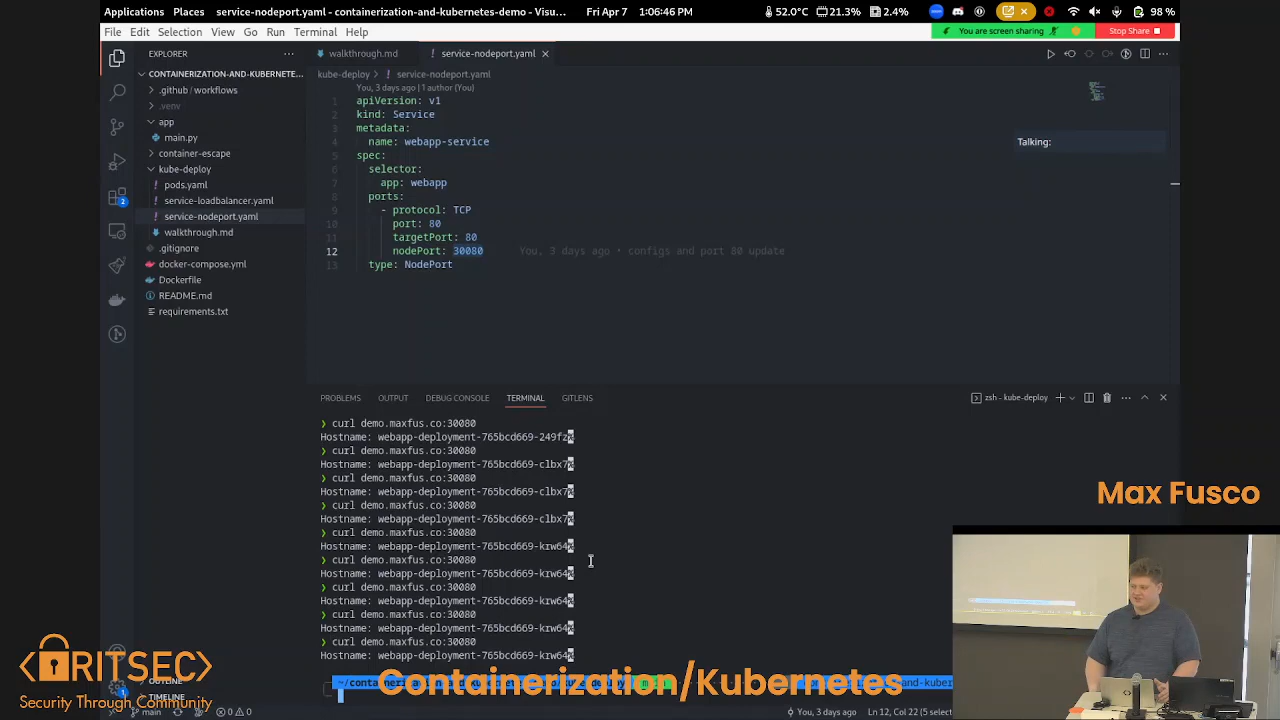 Applications Places service-nodeport.yaml - containerization-and-kubernetes-demo - Visu... Fri Apr 7 1:06:46 PM 52.0°C 21.3% 2.4% 98 %
File Edit Selection View Go Run Terminal Help You are screen sharing Stop Share
EXPLORER
CONTAINERIZATION-AND-KUBERNETE...
.github / workflows
.venv
app
main.py
container-escape
kube-deploy
pods.yaml
service-loadbalancer.yaml
service-nodeport.yaml
walkthrough.md
.gitignore
docker-compose.yml
Dockerfile
README.md
requirements.txt
TIMELINE
2
walkthrough.md service-nodeport.yaml
kube-deploy > service-nodeport.yaml
You, 3 days ago | 1 author (You)
1 apiVersion: v1
2 kind: Service
3 metadata:
4 name: webapp-service
5 spec:
6 selector:
7 app: webapp
8 ports:
9 - protocol: TCP
10 port: 80
11 targetPort: 80
12 nodePort: 30080 You, 3 days ago • configs and port 80 update
13 type: NodePort
Talking:
PROBLEMS OUTPUT DEBUG CONSOLE TERMINAL GITLENS zsh - kube-deploy
❯ curl demo.maxfus.co:30080
Hostname: webapp-deployment-765bcd669-249fz%
❯ curl demo.maxfus.co:30080
Hostname: webapp-deployment-765bcd669-clbx7%
❯ curl demo.maxfus.co:30080
Hostname: webapp-deployment-765bcd669-clbx7%
❯ curl demo.maxfus.co:30080
Hostname: webapp-deployment-765bcd669-clbx7%
❯ curl demo.maxfus.co:30080
Hostname: webapp-deployment-765bcd669-krw64%
❯ curl demo.maxfus.co:30080
Hostname: webapp-deployment-765bcd669-krw64%
❯ curl demo.maxfus.co:30080
Hostname: webapp-deployment-765bcd669-krw64%
❯ curl demo.maxfus.co:30080
Hostname: webapp-deployment-765bcd669-krw64%
❯ curl demo.maxfus.co:30080
Hostname: webapp-deployment-765bcd669-krw64%
Max Fusco
RITSEC
Security Through Community
Containerization/Kubernetes
main 0 0 You, 3 days ago Ln 12, Col 22 (5 selec